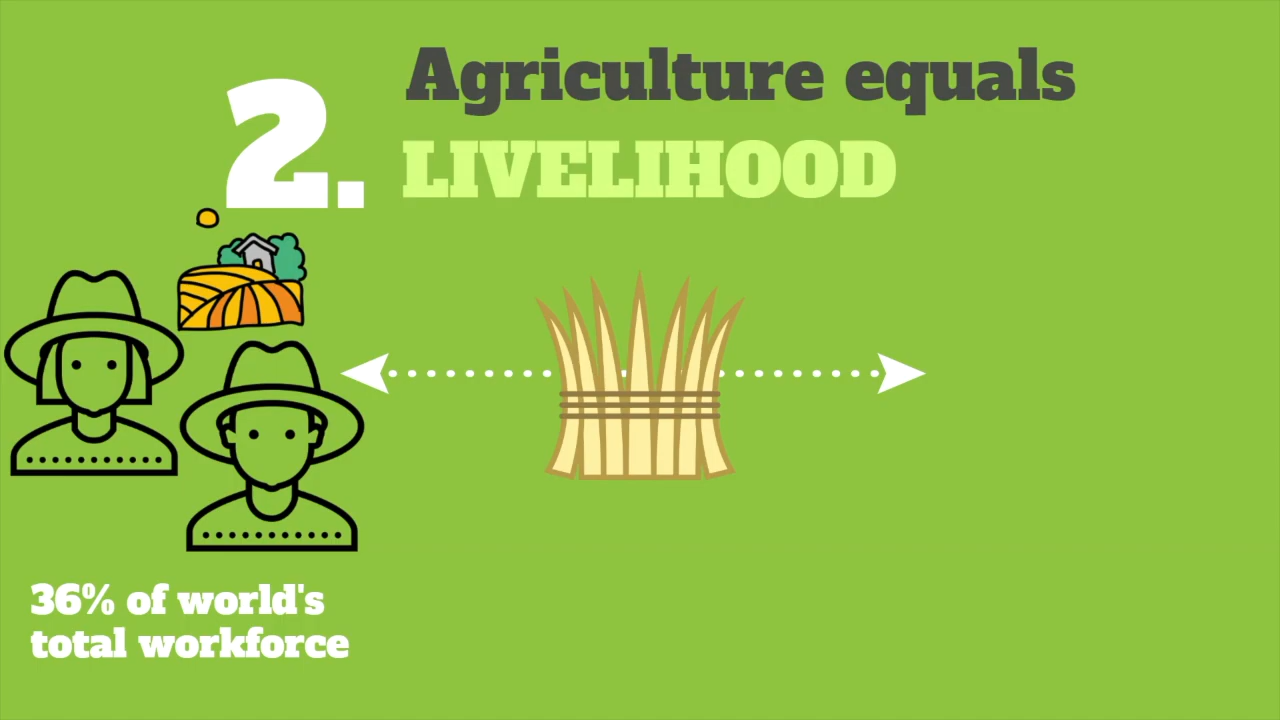 2.
Agriculture equals
LIVELIHOOD
36% of world's
total workforce